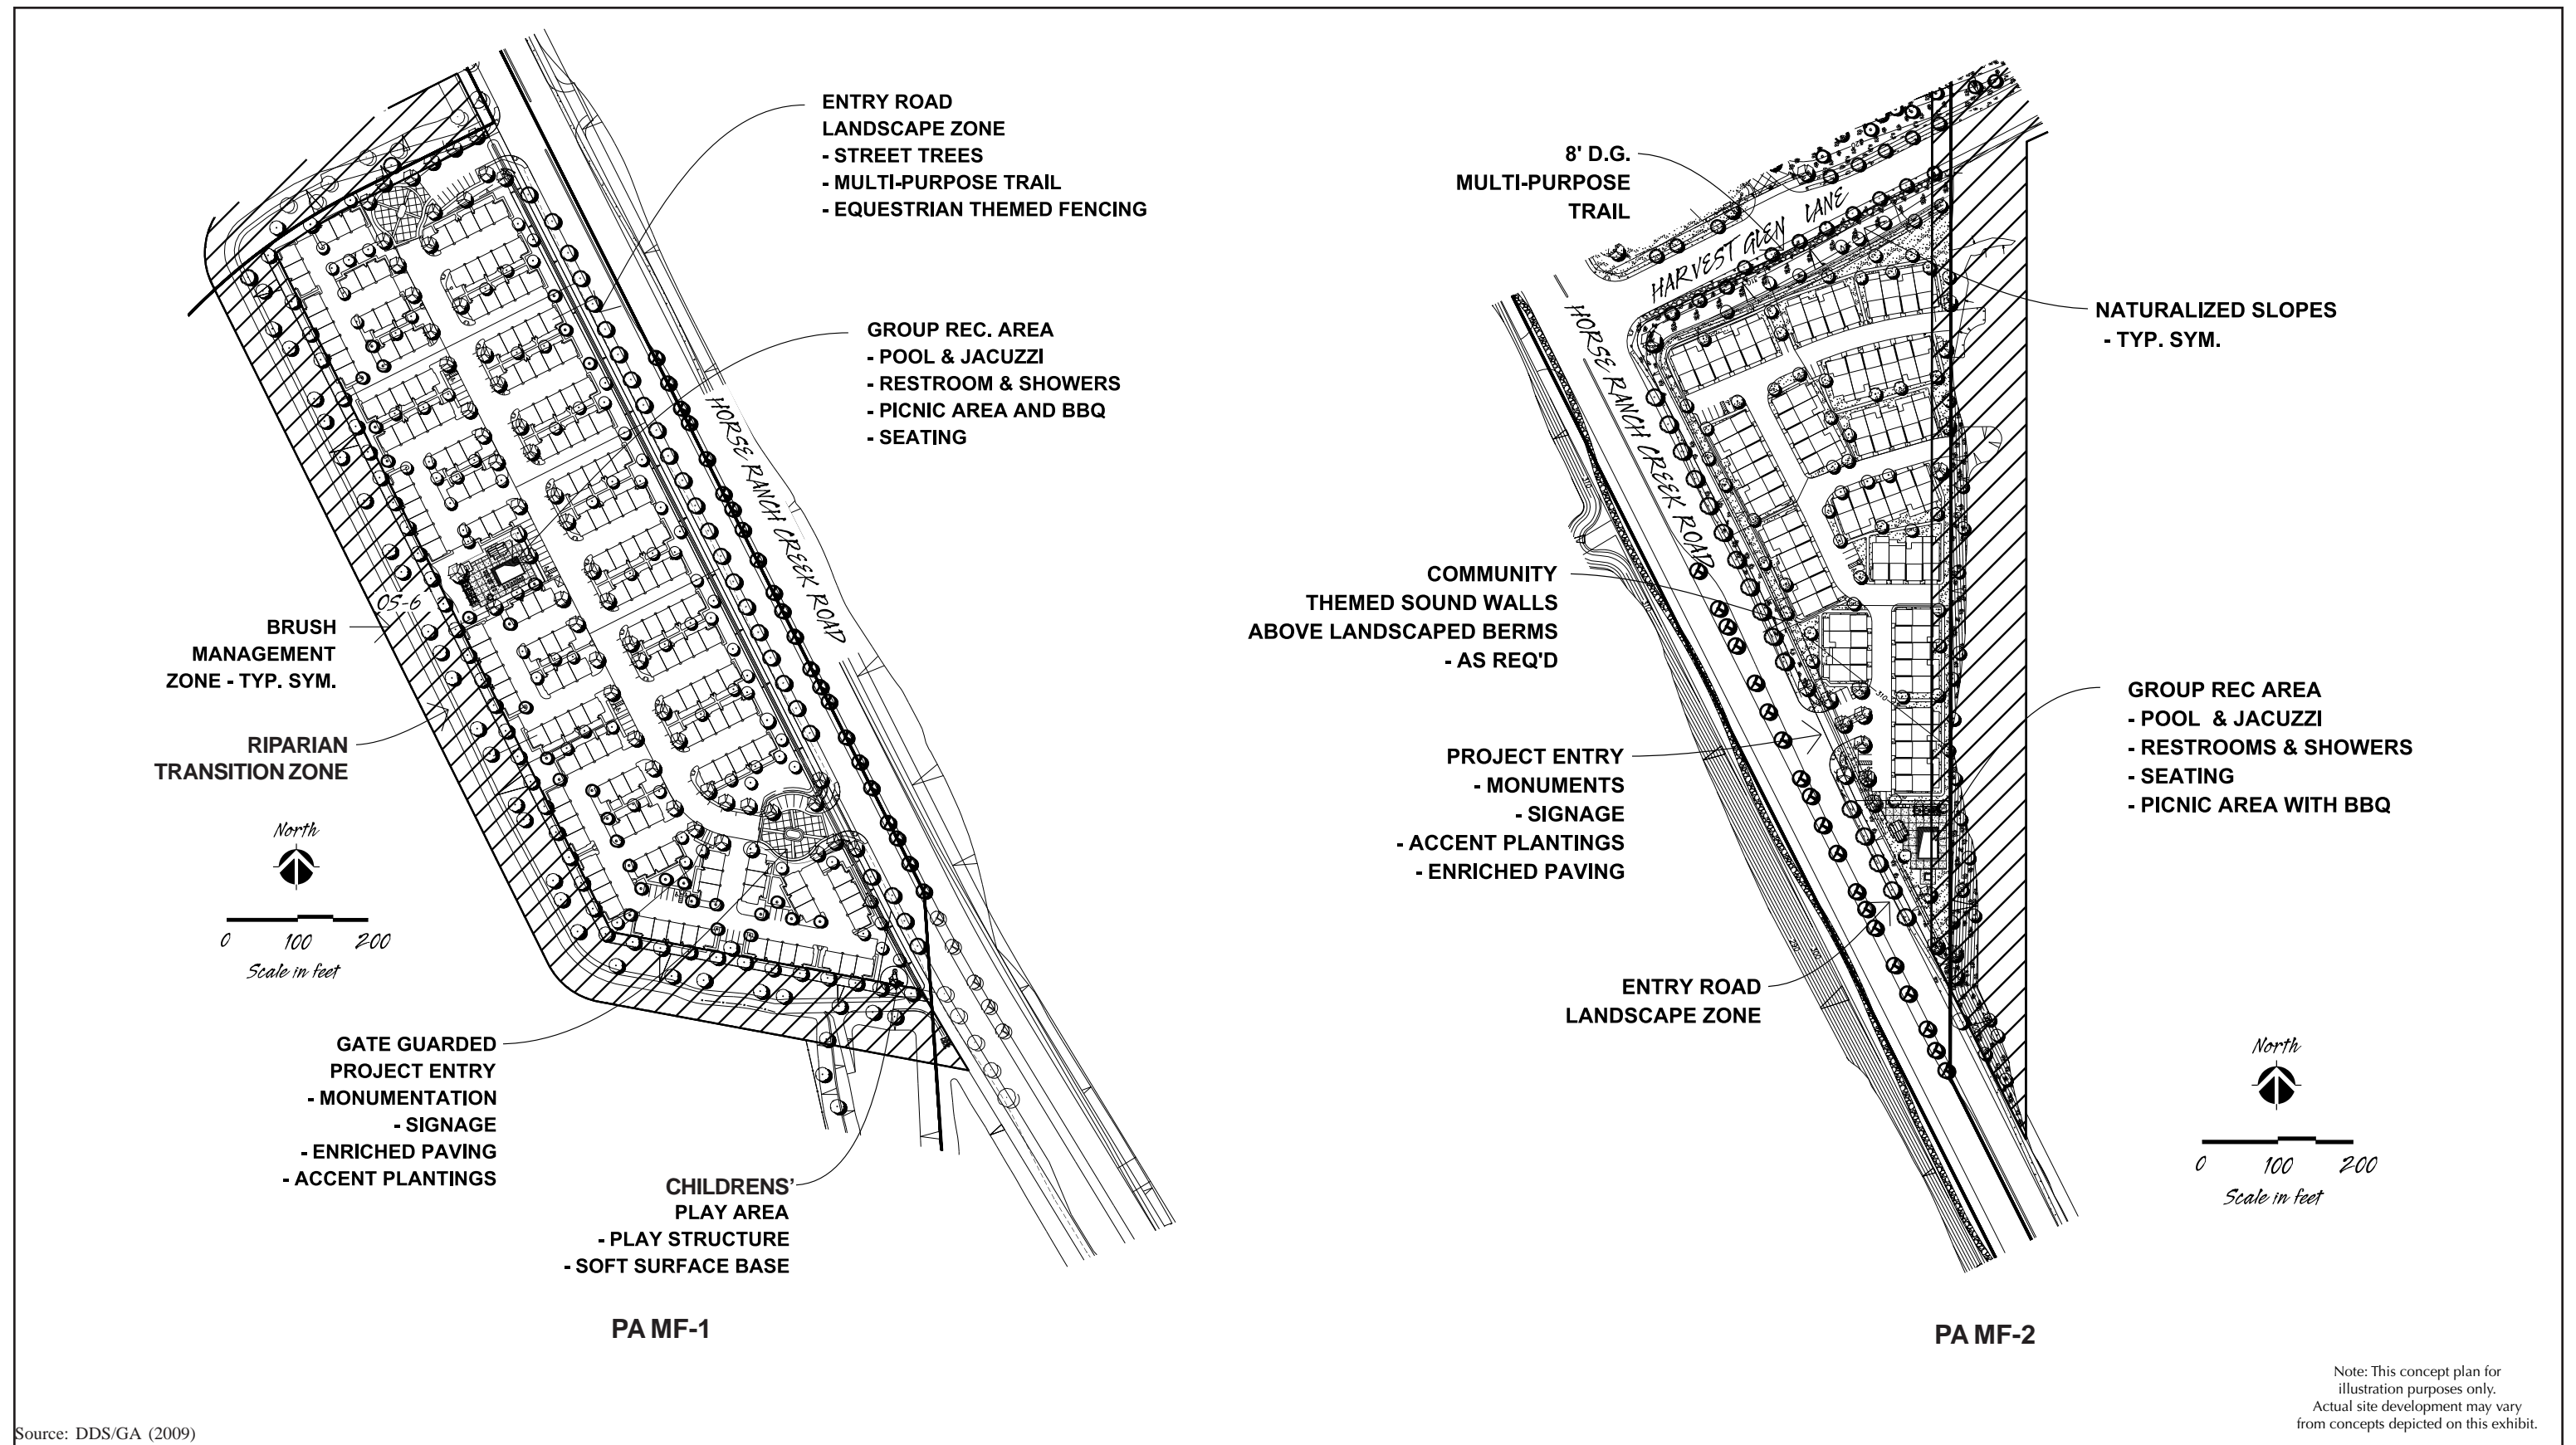 ENTRY ROAD
LANDSCAPE ZONE
- STREET TREES
- MULTI-PURPOSE TRAIL
- EQUESTRIAN THEMED FENCING
GROUP REC. AREA
- POOL & JACUZZI
- RESTROOM & SHOWERS
- PICNIC AREA AND BBQ
- SEATING
HORSE RANCH CREEK ROAD
OS-6
BRUSH
MANAGEMENT
ZONE - TYP. SYM.
RIPARIAN
TRANSITION ZONE
North
0 100 200
Scale in feet
GATE GUARDED
PROJECT ENTRY
- MONUMENTATION
- SIGNAGE
- ENRICHED PAVING
- ACCENT PLANTINGS
CHILDRENS'
PLAY AREA
- PLAY STRUCTURE
- SOFT SURFACE BASE
PA MF-1
8' D.G.
MULTI-PURPOSE
TRAIL
HARVEST GLEN LANE
HORSE RANCH CREEK ROAD
NATURALIZED SLOPES
- TYP. SYM.
COMMUNITY
THEMED SOUND WALLS
ABOVE LANDSCAPED BERMS
- AS REQ'D
310
310
310
GROUP REC AREA
- POOL & JACUZZI
- RESTROOMS & SHOWERS
- SEATING
- PICNIC AREA WITH BBQ
PROJECT ENTRY
- MONUMENTS
- SIGNAGE
- ACCENT PLANTINGS
- ENRICHED PAVING
290
300
ENTRY ROAD
LANDSCAPE ZONE
North
0 100 200
Scale in feet
PA MF-2
Note: This concept plan for
illustration purposes only.
Actual site development may vary
from concepts depicted on this exhibit.
Source: DDS/GA (2009)